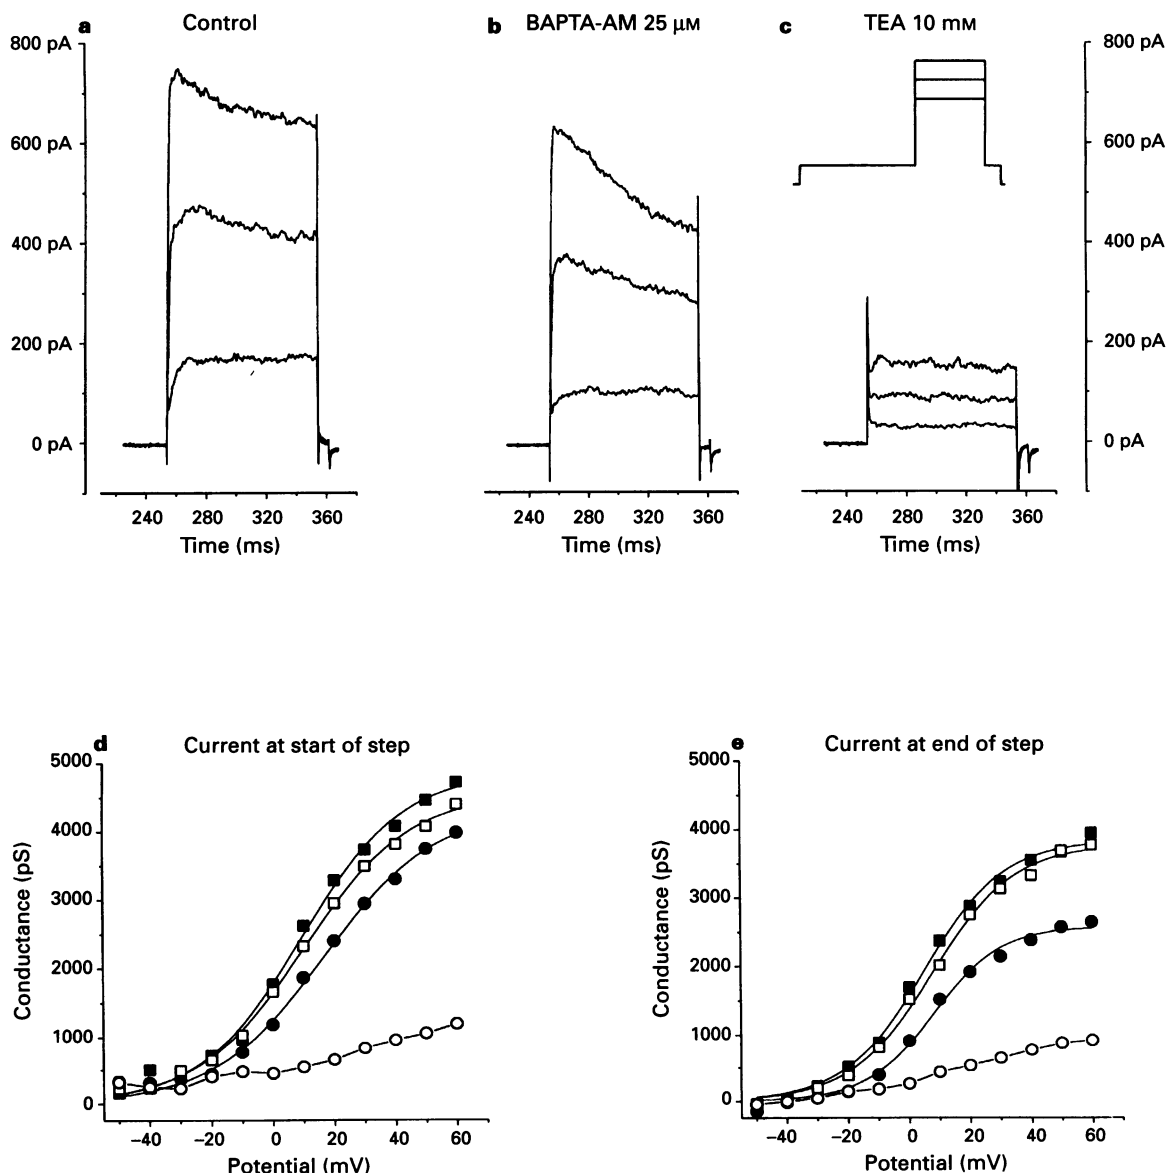 a Control
b BAPTA-AM 25 μM
c TEA 10 mM
800 pA
600 pA
400 pA
200 pA
0 pA
800 pA
600 pA
400 pA
200 pA
0 pA
240 280 320 360
Time (ms)
240 280 320 360
Time (ms)
240 280 320 360
Time (ms)
d Current at start of step
5000
4000
3000
2000
1000
0
Conductance (pS)
−40 −20 0 20 40 60
Potential (mV)
e Current at end of step
5000
4000
3000
2000
1000
0
Conductance (pS)
−40 −20 0 20 40 60
Potential (mV)